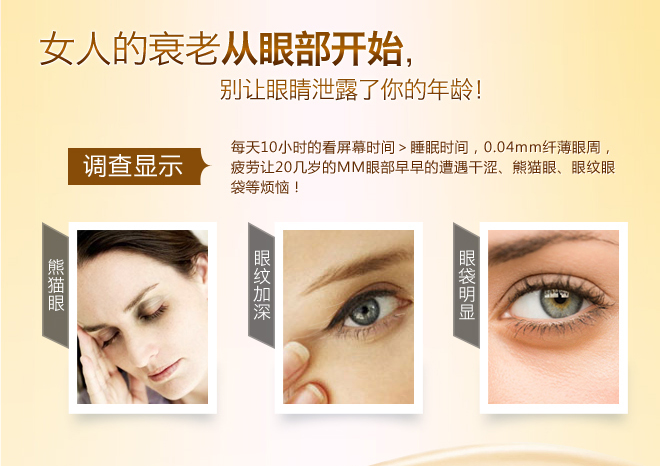 女人的衰老从眼部开始,
别让眼睛泄露了你的年龄!
调查显示
每天10小时的看屏幕时间＞睡眠时间，0.04mm纤薄眼周，
疲劳让20几岁的MM眼部早早的遭遇干涩、熊猫眼、眼纹眼
袋等烦恼！
熊猫眼
眼纹加深
眼袋明显